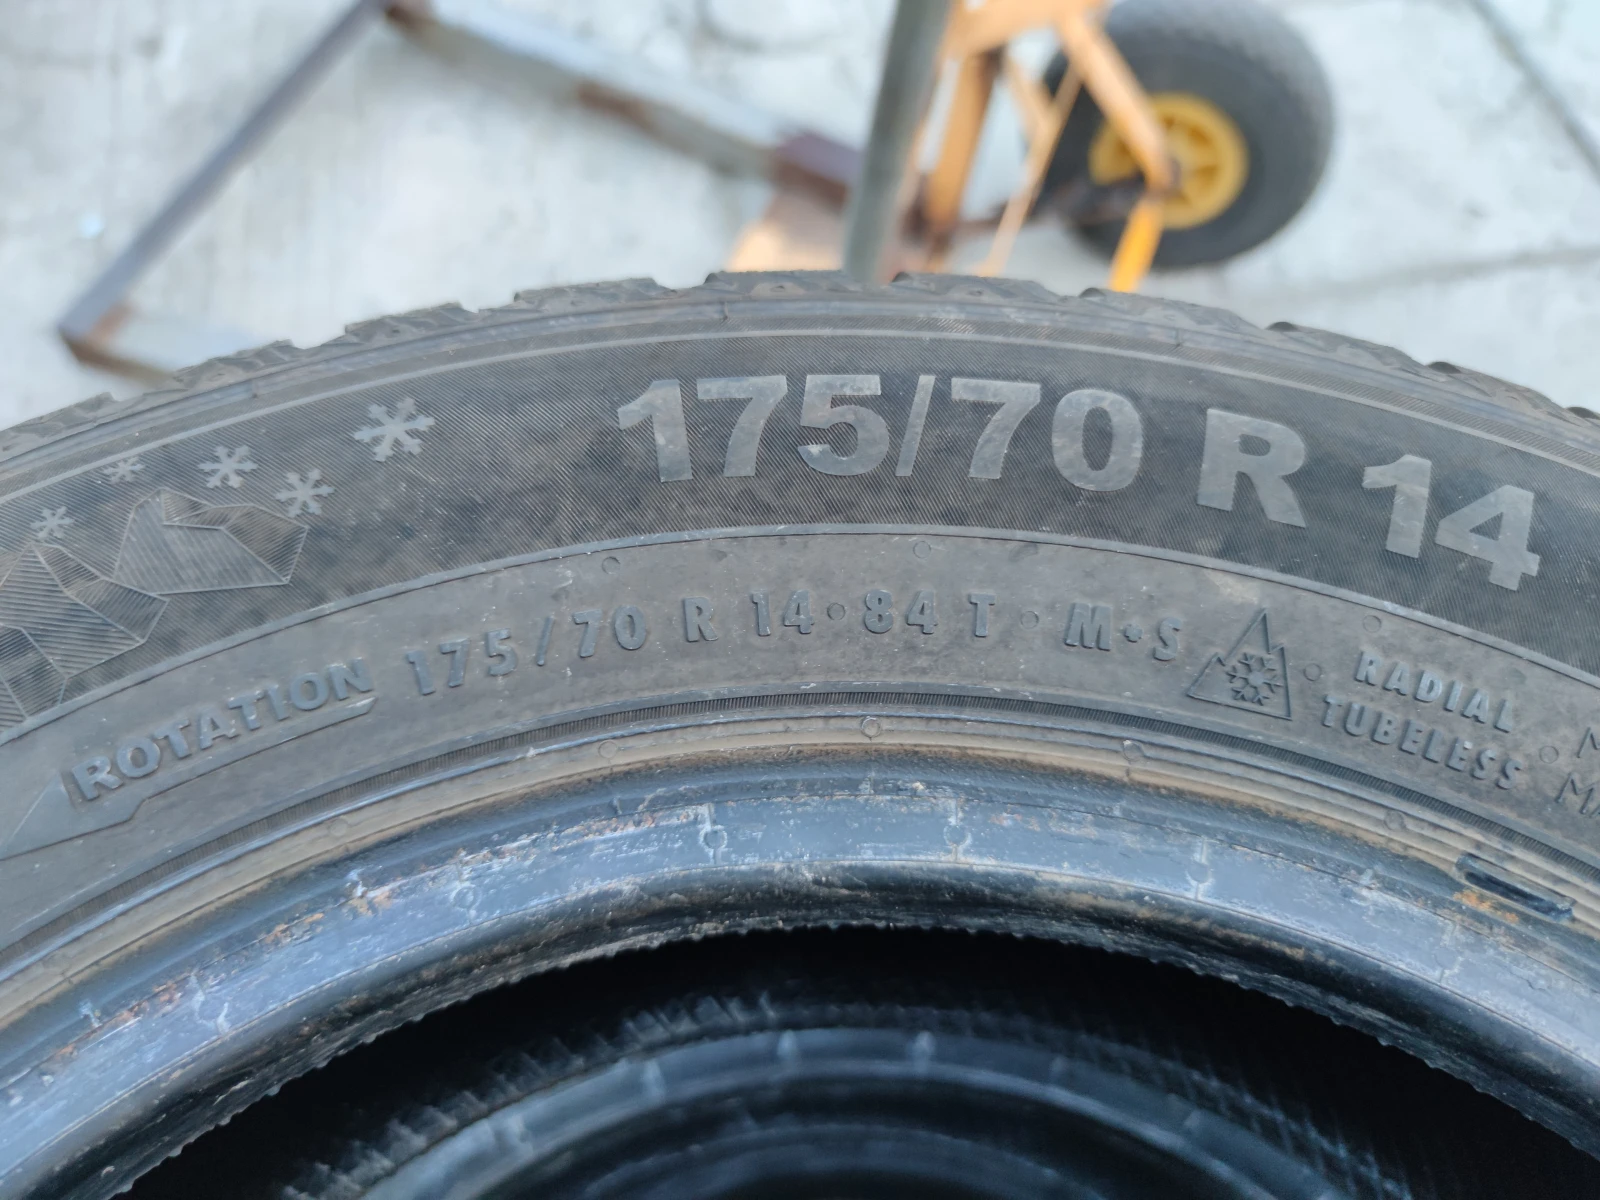 175/70 R 14
ROTATION 175/70 R 14 · 84 T · M+S
RADIAL
TUBELESS